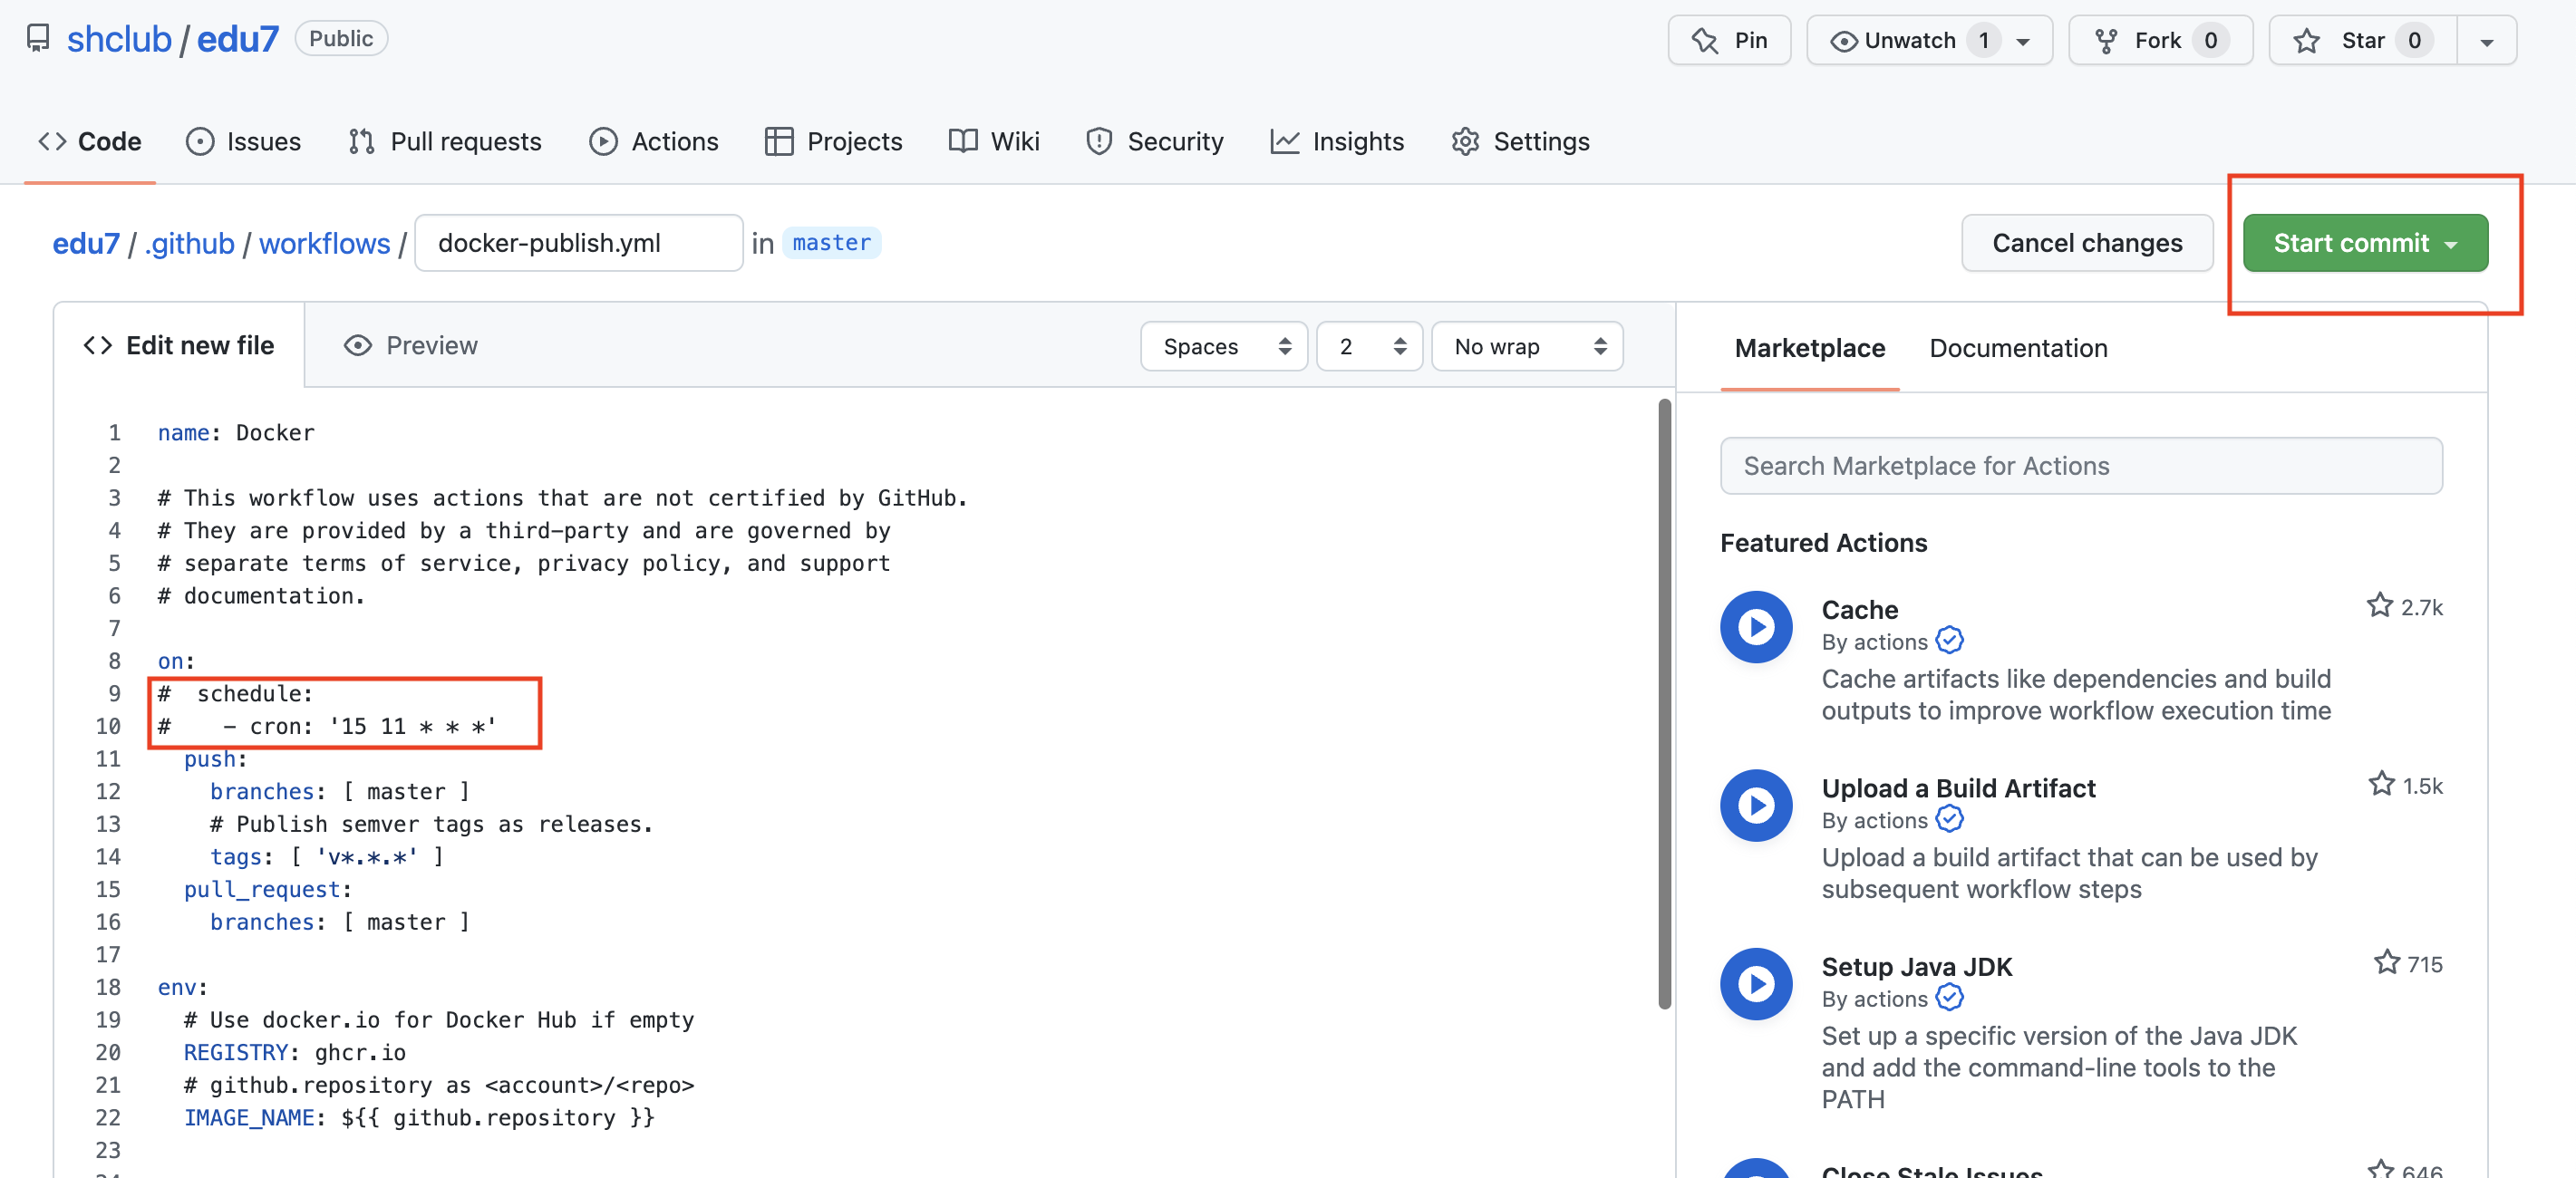 shclub / edu7 Public
Pin Unwatch 1 Fork 0 Star 0
Code Issues Pull requests Actions Projects Wiki Security Insights Settings
edu7 / .github / workflows / docker-publish.yml in master
Cancel changes Start commit
Edit new file Preview Spaces 2 No wrap
1 name: Docker
2
3 # This workflow uses actions that are not certified by GitHub.
4 # They are provided by a third-party and are governed by
5 # separate terms of service, privacy policy, and support
6 # documentation.
7
8 on:
9 #  schedule:
10 #    - cron: '15 11 * * *'
11   push:
12     branches: [ master ]
13     # Publish semver tags as releases.
14     tags: [ 'v*.*.*' ]
15   pull_request:
16     branches: [ master ]
17
18 env:
19   # Use docker.io for Docker Hub if empty
20   REGISTRY: ghcr.io
21   # github.repository as <account>/<repo>
22   IMAGE_NAME: ${{ github.repository }}
23
Marketplace Documentation
Search Marketplace for Actions
Featured Actions
Cache 2.7k
By actions
Cache artifacts like dependencies and build
outputs to improve workflow execution time
Upload a Build Artifact 1.5k
By actions
Upload a build artifact that can be used by
subsequent workflow steps
Setup Java JDK 715
By actions
Set up a specific version of the Java JDK
and add the command-line tools to the
PATH
Close Stale Issues 646